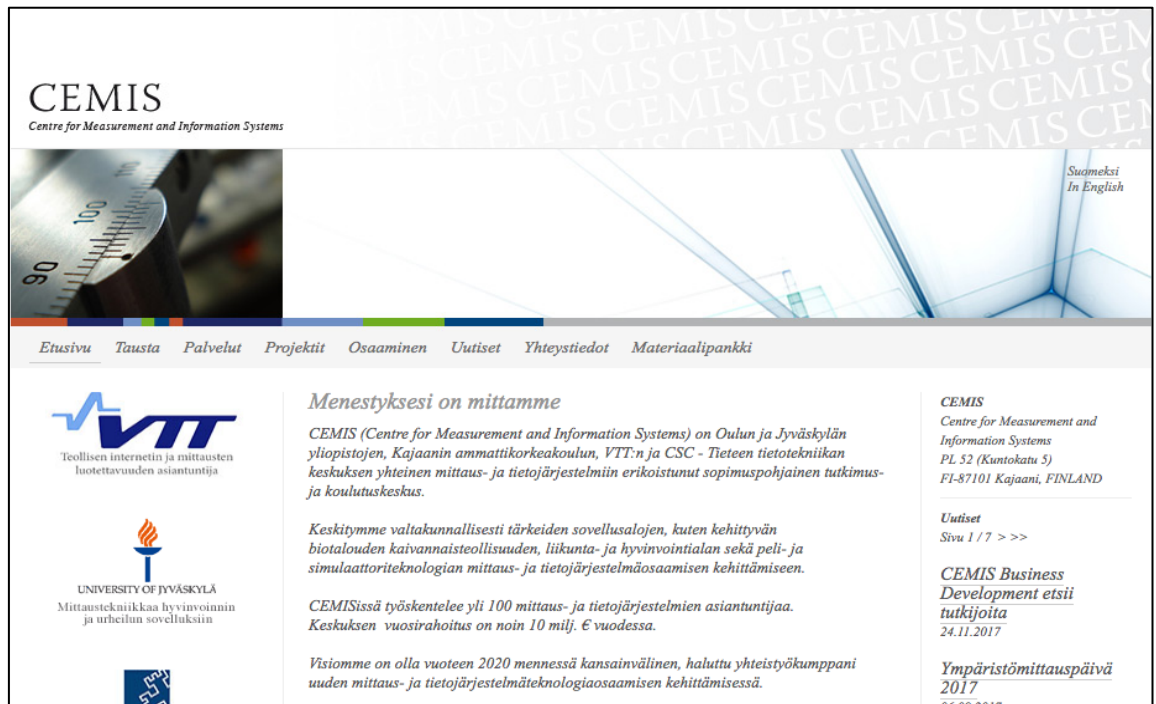 CEMIS
Centre for Measurement and Information Systems
Suomeksi
In English
Etusivu Tausta Palvelut Projektit Osaaminen Uutiset Yhteystiedot Materiaalipankki
VTT
Teollisen internetin ja mittausten
luotettavuuden asiantuntija
UNIVERSITY OF JYVÄSKYLÄ
Mittaustekniikkaa hyvinvoinnin
ja urheilun sovelluksiin
Menestyksesi on mittamme
CEMIS (Centre for Measurement and Information Systems) on Oulun ja Jyväskylän
yliopistojen, Kajaanin ammattikorkeakoulun, VTT:n ja CSC - Tieteen tietotekniikan
keskuksen yhteinen mittaus- ja tietojärjestelmiin erikoistunut sopimuspohjainen tutkimus-
ja koulutuskeskus.
Keskitymme valtakunnallisesti tärkeiden sovellusalojen, kuten kehittyvän
biotalouden kaivannaisteollisuuden, liikunta- ja hyvinvointialan sekä peli- ja
simulaattoriteknologian mittaus- ja tietojärjestelmäosaamisen kehittämiseen.
CEMISissä työskentelee yli 100 mittaus- ja tietojärjestelmien asiantuntijaa.
Keskuksen vuosirahoitus on noin 10 milj. € vuodessa.
Visiomme on olla vuoteen 2020 mennessä kansainvälinen, haluttu yhteistyökumppani
uuden mittaus- ja tietojärjestelmäteknologiaosaamisen kehittämisessä.
CEMIS
Centre for Measurement and
Information Systems
PL 52 (Kuntokatu 5)
FI-87101 Kajaani, FINLAND
Uutiset
Sivu 1 / 7 > >>
CEMIS Business
Development etsii
tutkijoita
24.11.2017
Ympäristömittauspäivä
2017